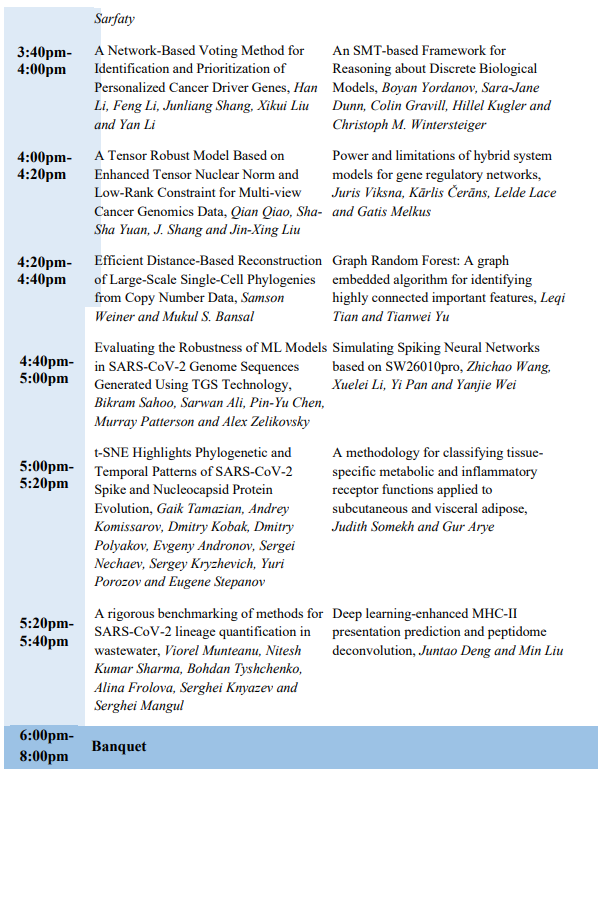 Sarfaty
3:40pm-
4:00pm
A Network-Based Voting Method for
Identification and Prioritization of
Personalized Cancer Driver Genes, Han
Li, Feng Li, Junliang Shang, Xikui Liu
and Yan Li
An SMT-based Framework for
Reasoning about Discrete Biological
Models, Boyan Yordanov, Sara-Jane
Dunn, Colin Gravill, Hillel Kugler and
Christoph M. Wintersteiger
4:00pm-
4:20pm
A Tensor Robust Model Based on
Enhanced Tensor Nuclear Norm and
Low-Rank Constraint for Multi-view
Cancer Genomics Data, Qian Qiao, Sha-
Sha Yuan, J. Shang and Jin-Xing Liu
Power and limitations of hybrid system
models for gene regulatory networks,
Juris Viksna, Kārlis Čerāns, Lelde Lace
and Gatis Melkus
4:20pm-
4:40pm
Efficient Distance-Based Reconstruction
of Large-Scale Single-Cell Phylogenies
from Copy Number Data, Samson
Weiner and Mukul S. Bansal
Graph Random Forest: A graph
embedded algorithm for identifying
highly connected important features, Leqi
Tian and Tianwei Yu
4:40pm-
5:00pm
Evaluating the Robustness of ML Models
in SARS-CoV-2 Genome Sequences
Generated Using TGS Technology,
Bikram Sahoo, Sarwan Ali, Pin-Yu Chen,
Murray Patterson and Alex Zelikovsky
Simulating Spiking Neural Networks
based on SW26010pro, Zhichao Wang,
Xuelei Li, Yi Pan and Yanjie Wei
5:00pm-
5:20pm
t-SNE Highlights Phylogenetic and
Temporal Patterns of SARS-CoV-2
Spike and Nucleocapsid Protein
Evolution, Gaik Tamazian, Andrey
Komissarov, Dmitry Kobak, Dmitry
Polyakov, Evgeny Andronov, Sergei
Nechaev, Sergey Kryzhevich, Yuri
Porozov and Eugene Stepanov
A methodology for classifying tissue-
specific metabolic and inflammatory
receptor functions applied to
subcutaneous and visceral adipose,
Judith Somekh and Gur Arye
5:20pm-
5:40pm
A rigorous benchmarking of methods for
SARS-CoV-2 lineage quantification in
wastewater, Viorel Munteanu, Nitesh
Kumar Sharma, Bohdan Tyshchenko,
Alina Frolova, Serghei Knyazev and
Serghei Mangul
Deep learning-enhanced MHC-II
presentation prediction and peptidome
deconvolution, Juntao Deng and Min Liu
6:00pm-
8:00pm
Banquet